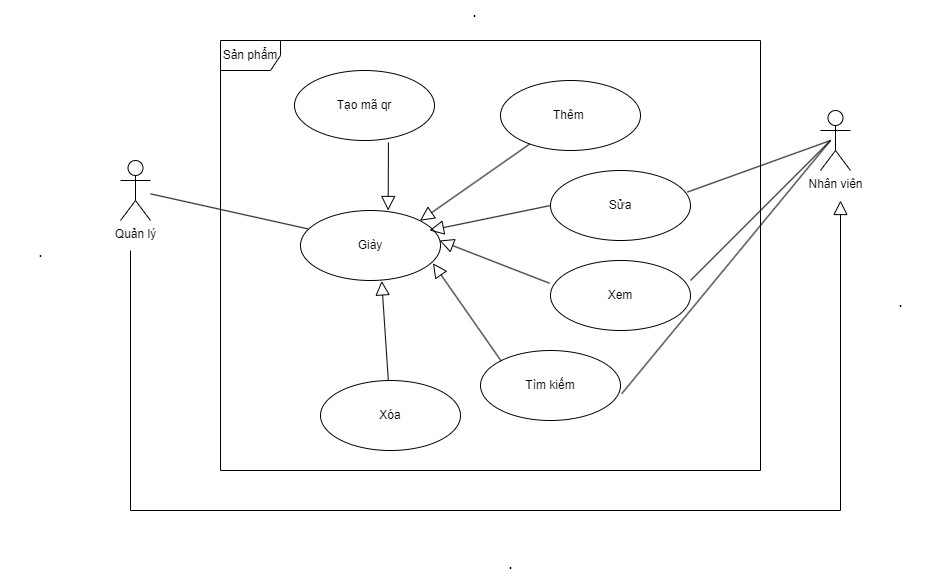 Sản phẩm
Tạo mã qr
Thêm
Nhân viên
Sửa
Quản lý
Giày
Xem
Tìm kiếm
Xóa